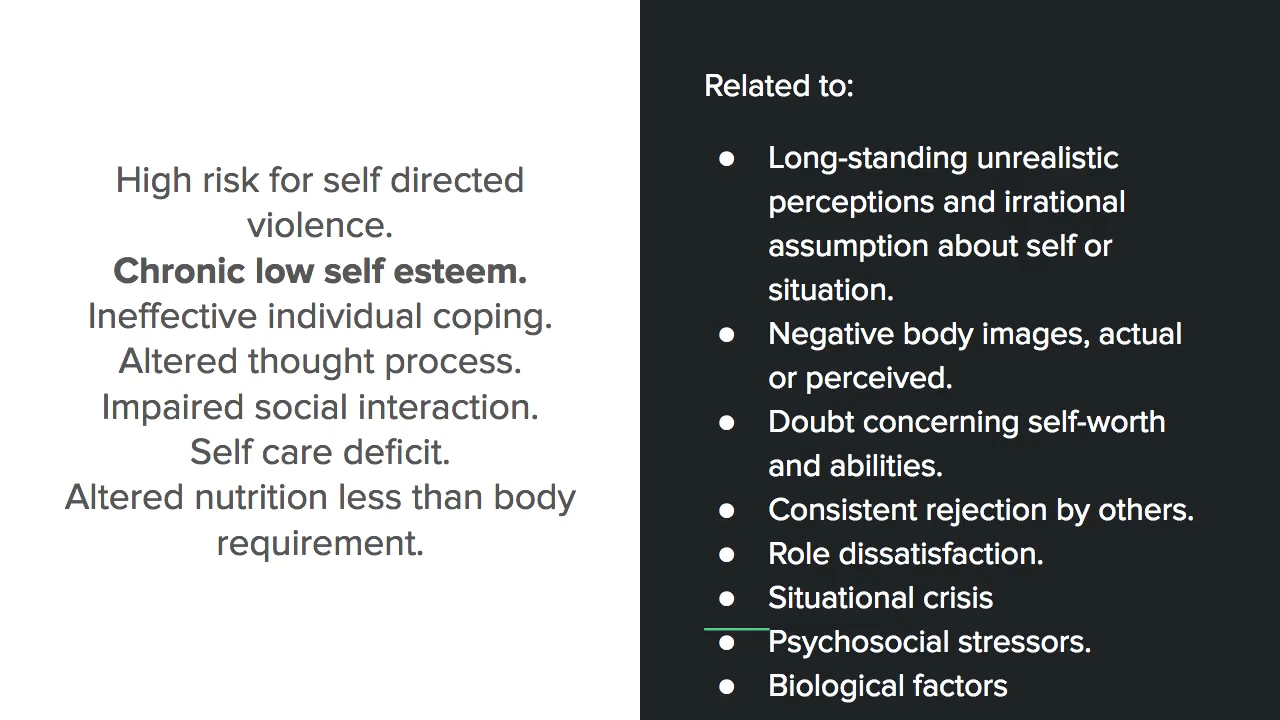 High risk for self directed
violence.
Chronic low self esteem.
Ineffective individual coping.
Altered thought process.
Impaired social interaction.
Self care deficit.
Altered nutrition less than body
requirement.
Related to:
● Long-standing unrealistic
perceptions and irrational
assumption about self or
situation.
● Negative body images, actual
or perceived.
● Doubt concerning self-worth
and abilities.
● Consistent rejection by others.
● Role dissatisfaction.
● Situational crisis
● Psychosocial stressors.
● Biological factors